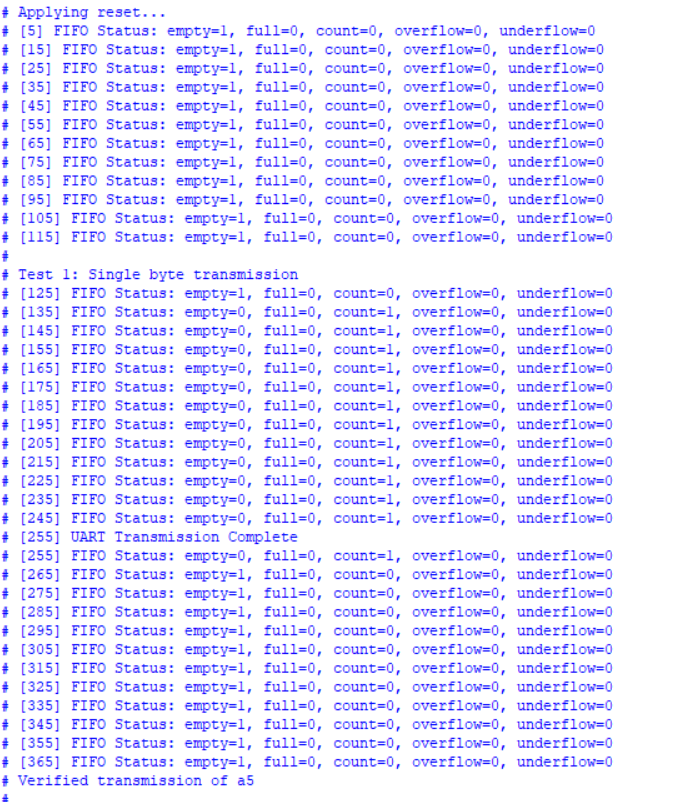 # Applying reset...
# [5] FIFO Status: empty=1, full=0, count=0, overflow=0, underflow=0
# [15] FIFO Status: empty=1, full=0, count=0, overflow=0, underflow=0
# [25] FIFO Status: empty=1, full=0, count=0, overflow=0, underflow=0
# [35] FIFO Status: empty=1, full=0, count=0, overflow=0, underflow=0
# [45] FIFO Status: empty=1, full=0, count=0, overflow=0, underflow=0
# [55] FIFO Status: empty=1, full=0, count=0, overflow=0, underflow=0
# [65] FIFO Status: empty=1, full=0, count=0, overflow=0, underflow=0
# [75] FIFO Status: empty=1, full=0, count=0, overflow=0, underflow=0
# [85] FIFO Status: empty=1, full=0, count=0, overflow=0, underflow=0
# [95] FIFO Status: empty=1, full=0, count=0, overflow=0, underflow=0
# [105] FIFO Status: empty=1, full=0, count=0, overflow=0, underflow=0
# [115] FIFO Status: empty=1, full=0, count=0, overflow=0, underflow=0
#
# Test 1: Single byte transmission
# [125] FIFO Status: empty=1, full=0, count=0, overflow=0, underflow=0
# [135] FIFO Status: empty=0, full=0, count=1, overflow=0, underflow=0
# [145] FIFO Status: empty=0, full=0, count=1, overflow=0, underflow=0
# [155] FIFO Status: empty=0, full=0, count=1, overflow=0, underflow=0
# [165] FIFO Status: empty=0, full=0, count=1, overflow=0, underflow=0
# [175] FIFO Status: empty=0, full=0, count=1, overflow=0, underflow=0
# [185] FIFO Status: empty=0, full=0, count=1, overflow=0, underflow=0
# [195] FIFO Status: empty=0, full=0, count=1, overflow=0, underflow=0
# [205] FIFO Status: empty=0, full=0, count=1, overflow=0, underflow=0
# [215] FIFO Status: empty=0, full=0, count=1, overflow=0, underflow=0
# [225] FIFO Status: empty=0, full=0, count=1, overflow=0, underflow=0
# [235] FIFO Status: empty=0, full=0, count=1, overflow=0, underflow=0
# [245] FIFO Status: empty=0, full=0, count=1, overflow=0, underflow=0
# [255] UART Transmission Complete
# [255] FIFO Status: empty=0, full=0, count=1, overflow=0, underflow=0
# [265] FIFO Status: empty=1, full=0, count=0, overflow=0, underflow=0
# [275] FIFO Status: empty=1, full=0, count=0, overflow=0, underflow=0
# [285] FIFO Status: empty=1, full=0, count=0, overflow=0, underflow=0
# [295] FIFO Status: empty=1, full=0, count=0, overflow=0, underflow=0
# [305] FIFO Status: empty=1, full=0, count=0, overflow=0, underflow=0
# [315] FIFO Status: empty=1, full=0, count=0, overflow=0, underflow=0
# [325] FIFO Status: empty=1, full=0, count=0, overflow=0, underflow=0
# [335] FIFO Status: empty=1, full=0, count=0, overflow=0, underflow=0
# [345] FIFO Status: empty=1, full=0, count=0, overflow=0, underflow=0
# [355] FIFO Status: empty=1, full=0, count=0, overflow=0, underflow=0
# [365] FIFO Status: empty=1, full=0, count=0, overflow=0, underflow=0
# Verified transmission of a5
#